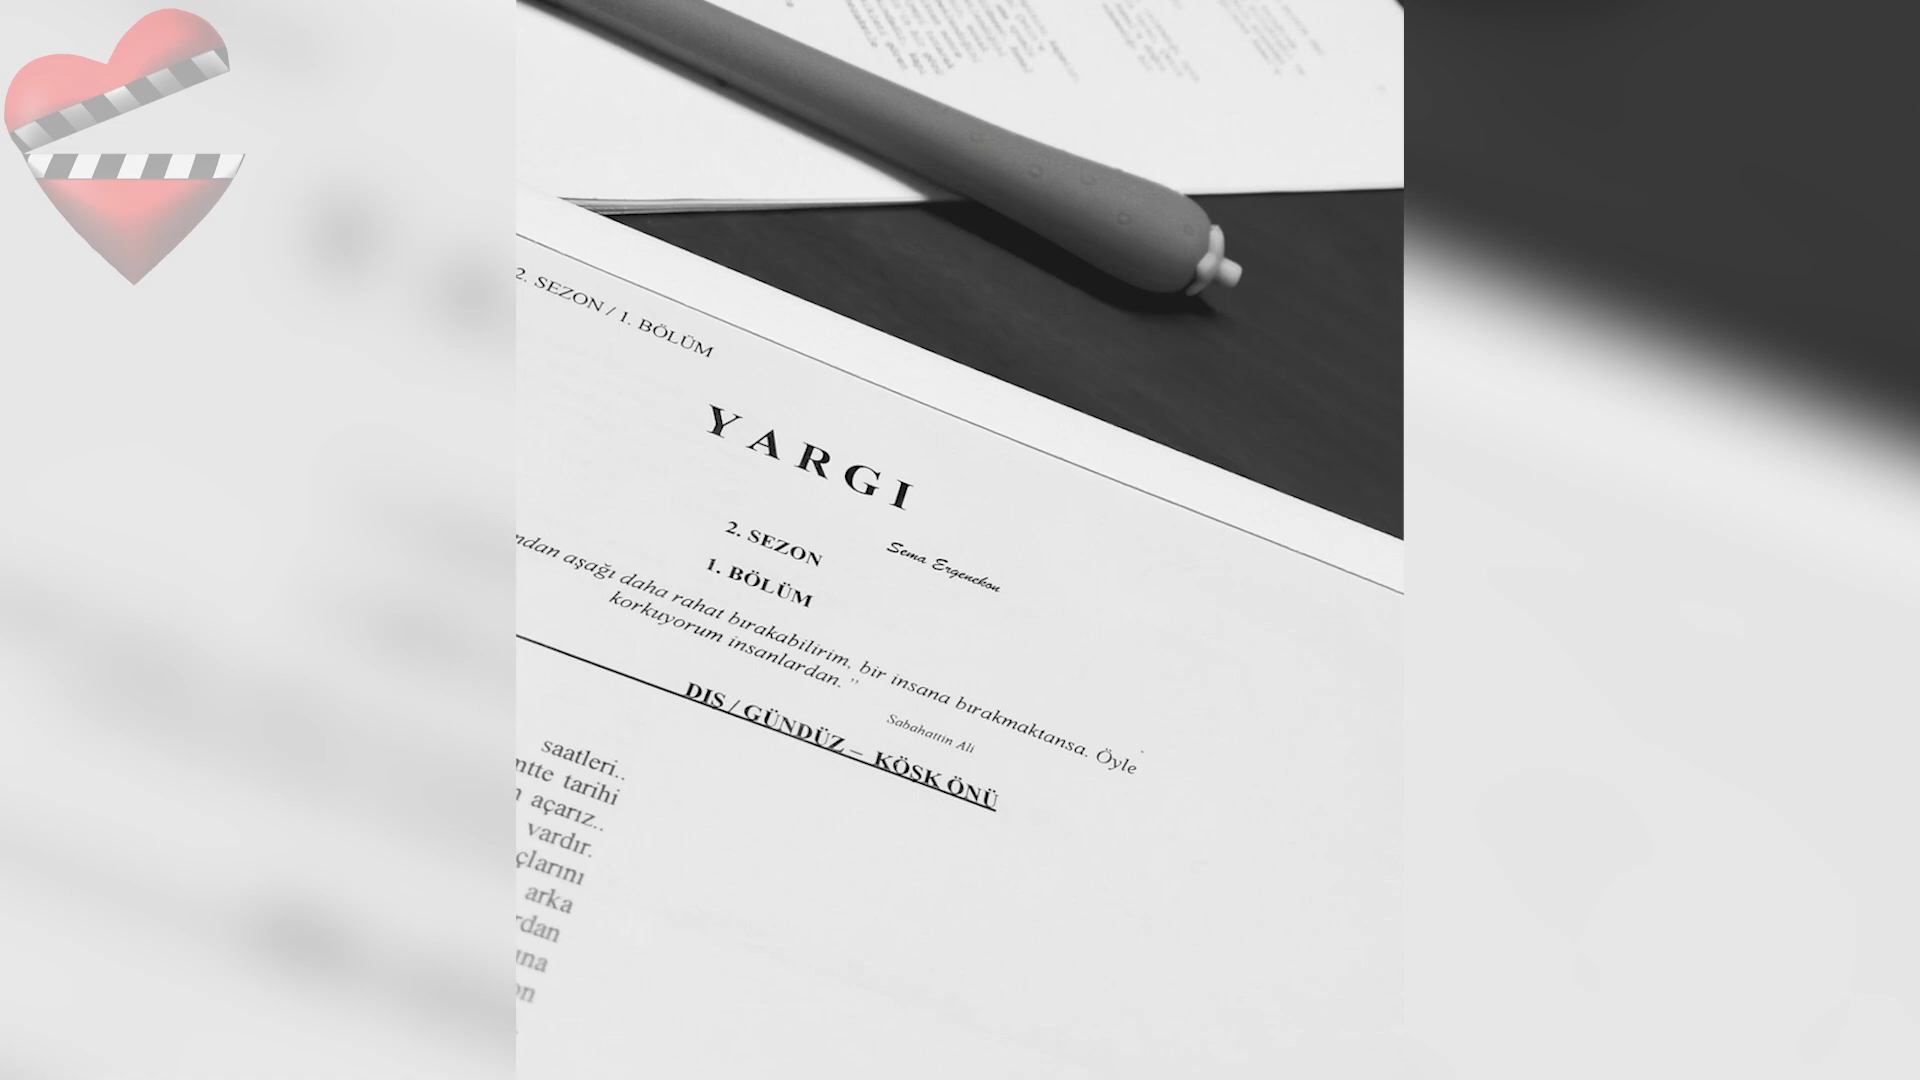 2. SEZON / 1. BÖLÜM
YARGI
2. SEZON
Sema Ergenekon
1. BÖLÜM
ndan aşağı daha rahat bırakabilirim, bir insana bırakmaktansa. Öyle
korkuyorum insanlardan. ”
Sabahattin Ali
DIŞ / GÜNDÜZ – KÖŞK ÖNÜ
saatleri..
ntte tarihi
açarız..
vardır.
çlarını
arka
rdan
una
on